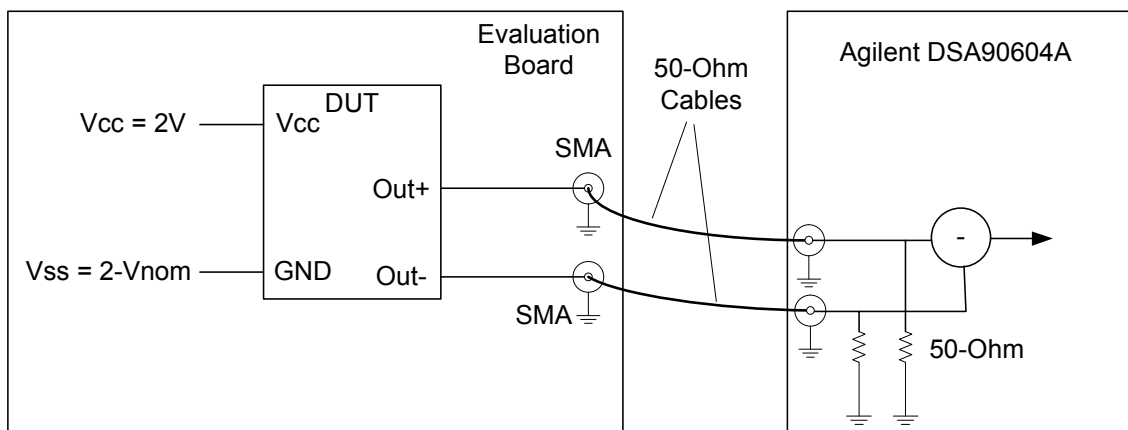 Evaluation
Board
Agilent DSA90604A
50-Ohm
Cables
DUT
Vcc = 2V
Vcc
SMA
Out+
-
Vss = 2-Vnom
GND
Out-
SMA
50-Ohm